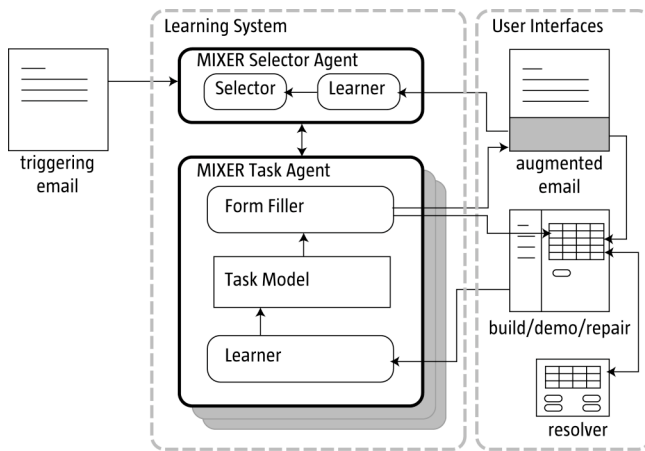 Learning System
User Interfaces
MIXER Selector Agent
Selector
Learner
triggering
email
augmented
email
MIXER Task Agent
Form Filler
Task Model
Learner
build/demo/repair
resolver